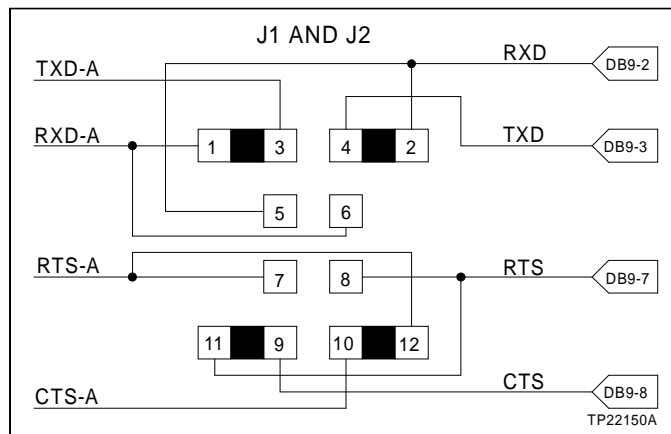 J1 AND J2
TXD-A
RXD
DB9-2
RXD-A
1
3
4
2
TXD
DB9-3
5
6
RTS-A
7
8
RTS
DB9-7
11
9
10
12
CTS-A
CTS
DB9-8
TP22150A